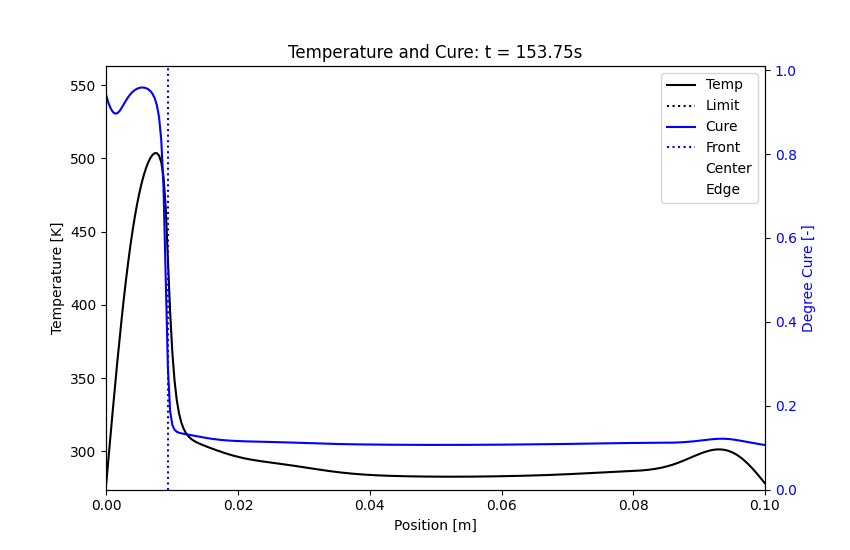 Temperature and Cure: t = 153.75s
Temperature [K]
550
500
450
400
350
300
Temp
Limit
Cure
Front
Center
Edge
1.0
0.8
0.6
0.4
0.2
0.0
Degree Cure [-]
0.00 0.02 0.04 0.06 0.08 0.10
Position [m]